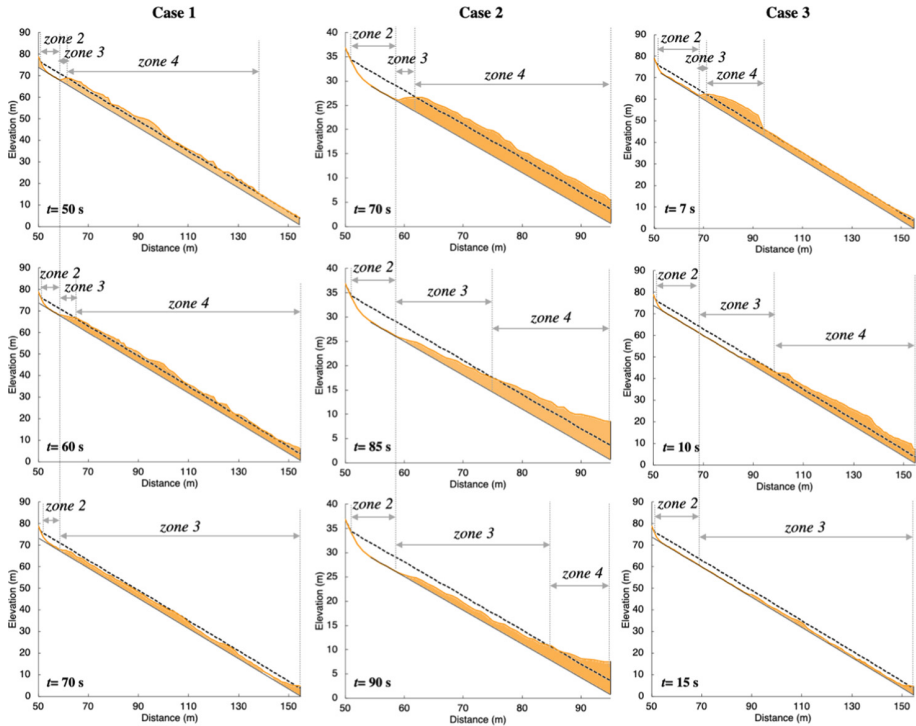 Case 1
Case 2
Case 3
90
80
70
60
50
40
30
20
10
0
Elevation (m)
zone 2
zone 3
zone 4
t= 50 s
50
70
90
110
130
150
Distance (m)
40
35
30
25
20
15
10
5
0
Elevation (m)
zone 2
zone 3
zone 4
t= 70 s
50
60
70
80
90
Distance (m)
90
80
70
60
50
40
30
20
10
0
Elevation (m)
zone 2
zone 3
zone 4
t= 7 s
50
70
90
110
130
150
Distance (m)
90
80
70
60
50
40
30
20
10
0
Elevation (m)
zone 2
zone 3
zone 4
t= 60 s
50
70
90
110
130
150
Distance (m)
40
35
30
25
20
15
10
5
0
Elevation (m)
zone 2
zone 3
zone 4
t= 85 s
50
60
70
80
90
Distance (m)
90
80
70
60
50
40
30
20
10
0
Elevation (m)
zone 2
zone 3
zone 4
t= 10 s
50
70
90
110
130
150
Distance (m)
90
80
70
60
50
40
30
20
10
0
Elevation (m)
zone 2
zone 3
t= 70 s
50
70
90
110
130
150
Distance (m)
40
35
30
25
20
15
10
5
0
Elevation (m)
zone 2
zone 3
zone 4
t= 90 s
50
60
70
80
90
Distance (m)
90
80
70
60
50
40
30
20
10
0
Elevation (m)
zone 2
zone 3
t= 15 s
50
70
90
110
130
150
Distance (m)